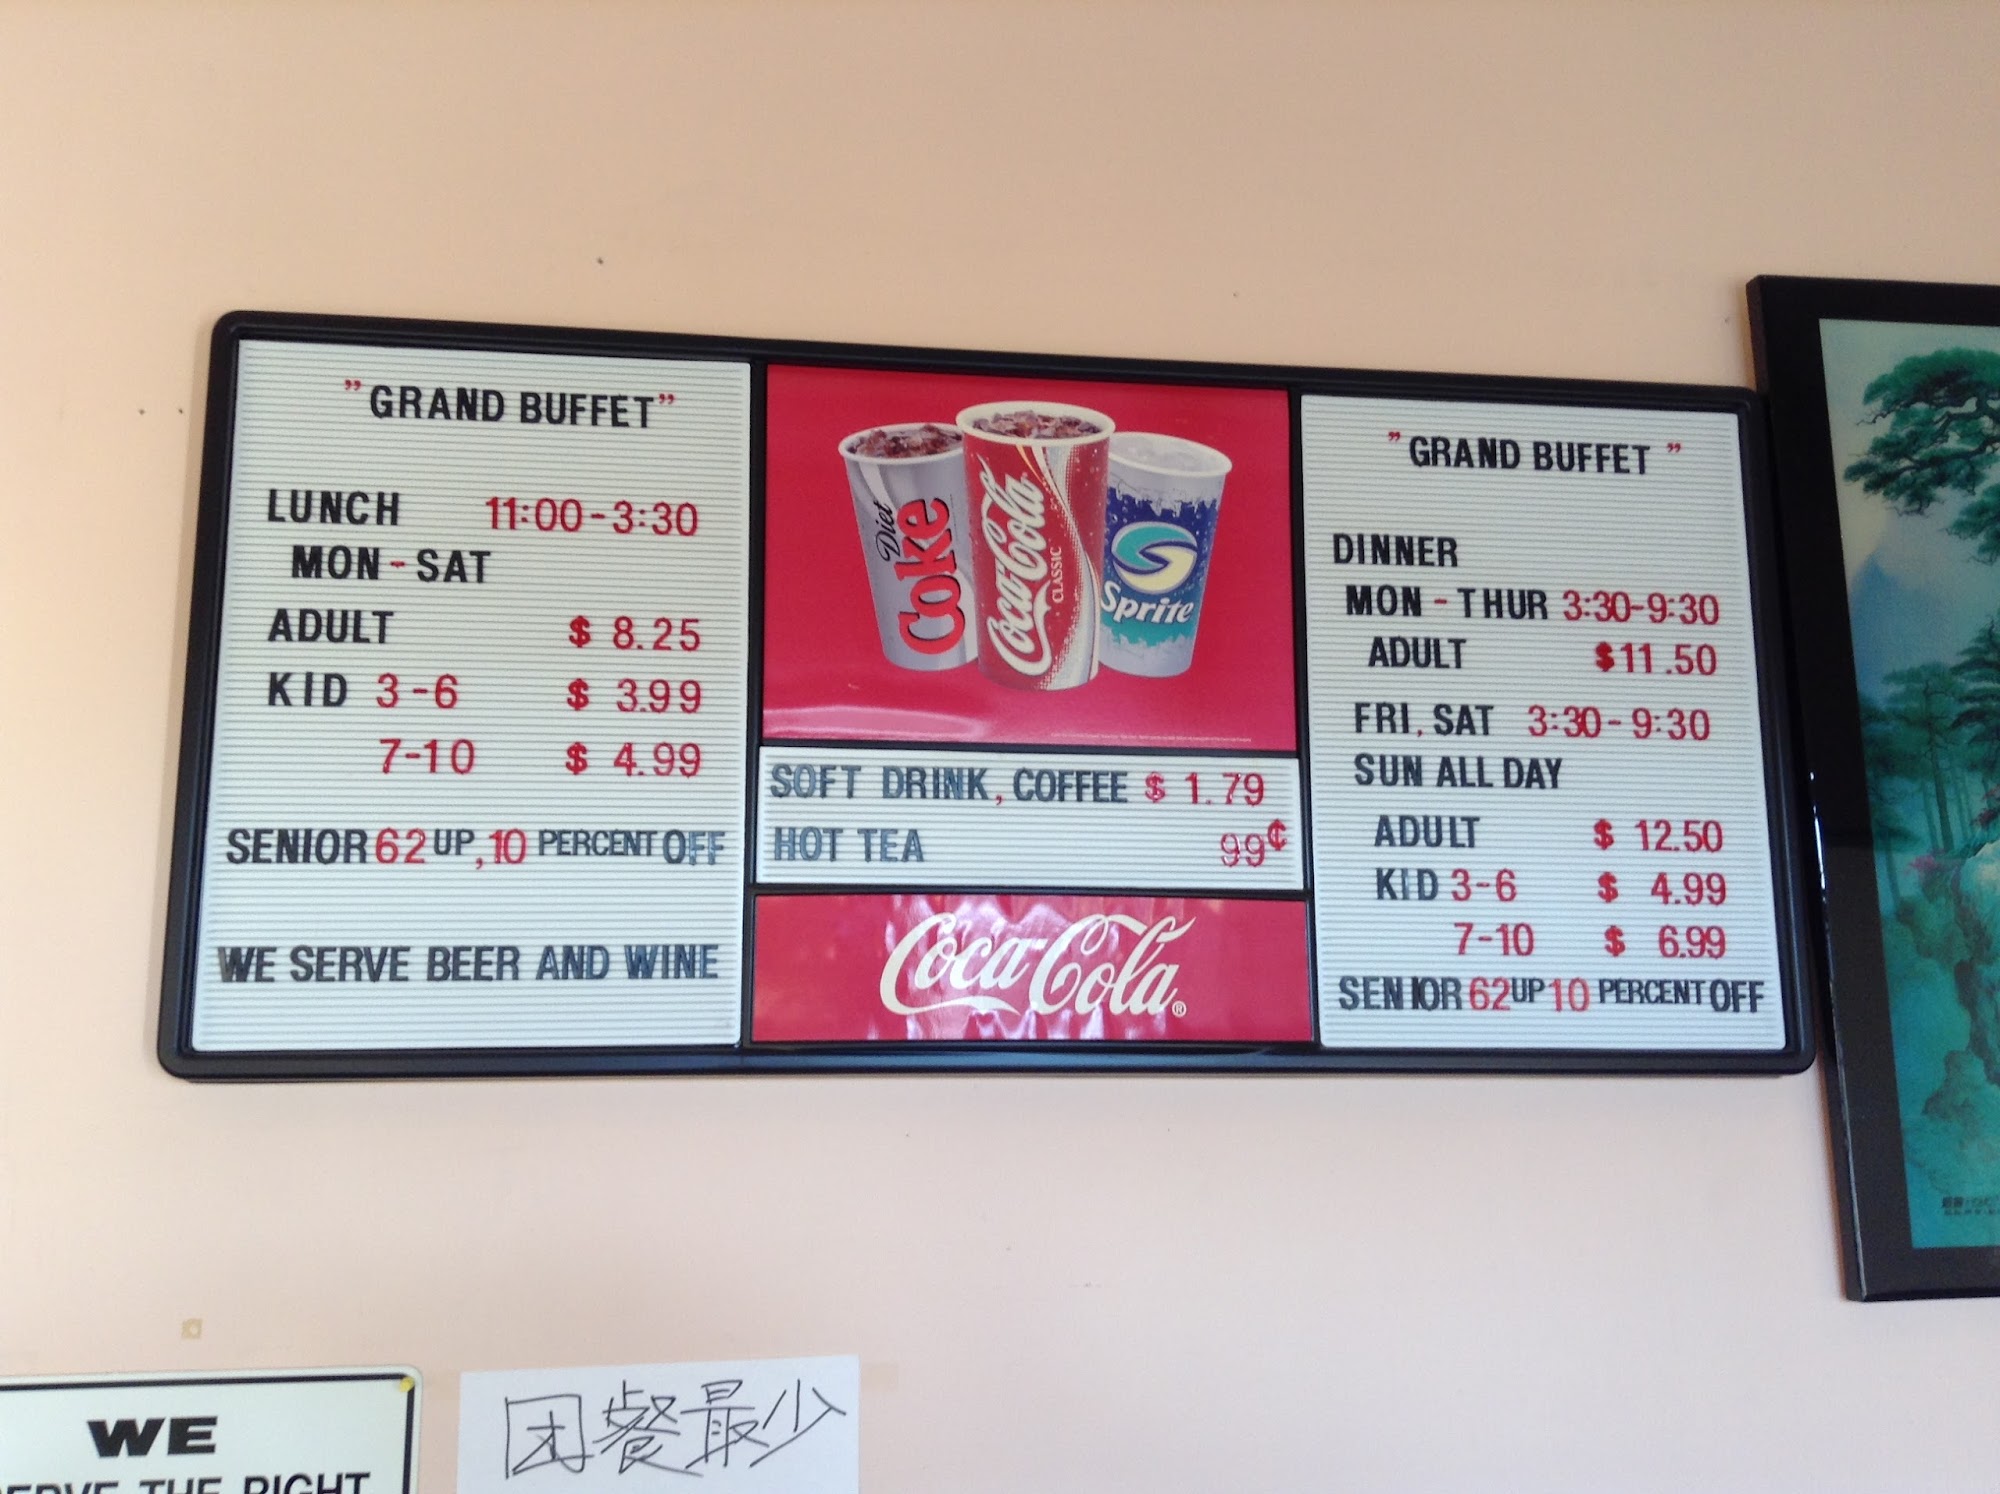 "GRAND BUFFET"
LUNCH 11:00-3:30
MON-SAT
ADULT $ 8.25
KID 3-6 $ 3.99
7-10 $ 4.99
SENIOR 62 UP, 10 PERCENT OFF
WE SERVE BEER AND WINE
Diet Coke
Coca-Cola
CLASSIC
Sprite
SOFT DRINK, COFFEE $ 1.79
HOT TEA 99¢
Coca-Cola®
"GRAND BUFFET"
DINNER
MON-THUR 3:30-9:30
ADULT $11.50
FRI, SAT 3:30-9:30
SUN ALL DAY
ADULT $ 12.50
KID 3-6 $ 4.99
7-10 $ 6.99
SENIOR 62 UP 10 PERCENT OFF
WE
THE RIGHT
团餐最少